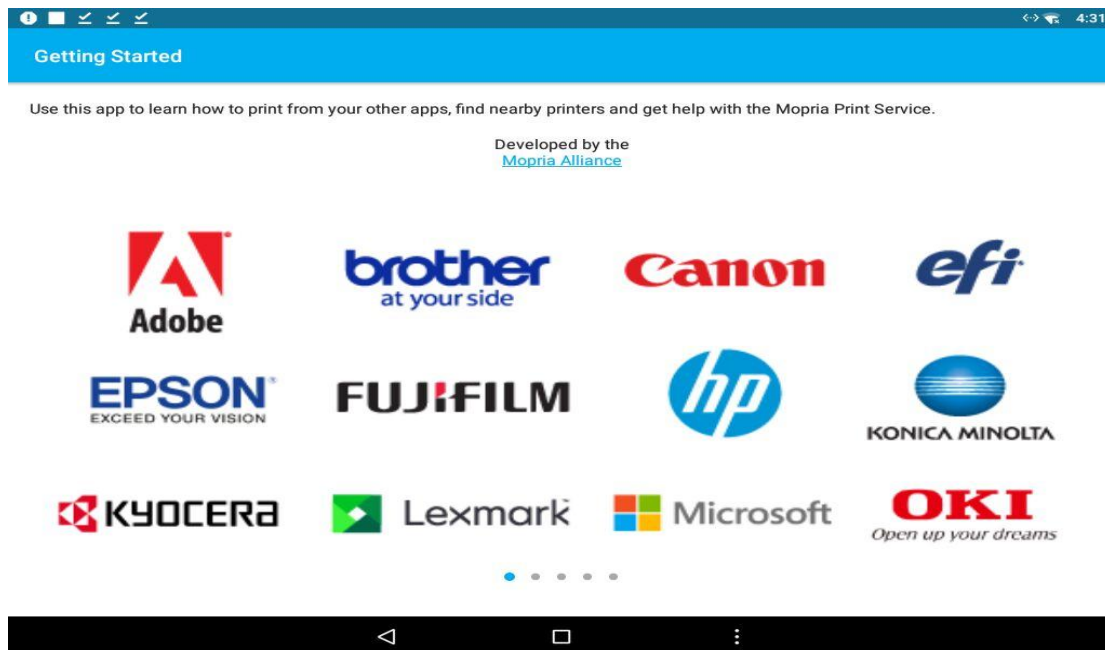 4:31
Getting Started
Use this app to learn how to print from your other apps, find nearby printers and get help with the Mopria Print Service.
Developed by the
Mopria Alliance
Adobe
brother
at your side
Canon
efi
EPSON
EXCEED YOUR VISION
FUJIFILM
hp
KONICA MINOLTA
KYOCERA
Lexmark
Microsoft
OKI
Open up your dreams